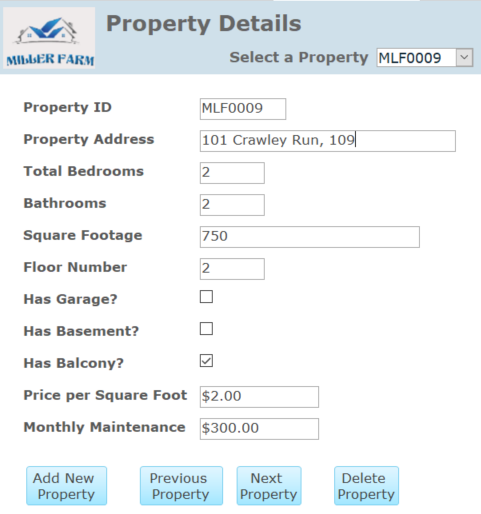 Property Details
MILLER FARM
Select a Property MLF0009
Property ID MLF0009
Property Address 101 Crawley Run, 109
Total Bedrooms 2
Bathrooms 2
Square Footage 750
Floor Number 2
Has Garage?
Has Basement?
Has Balcony?
Price per Square Foot $2.00
Monthly Maintenance $300.00
Add New Property
Previous Property
Next Property
Delete Property